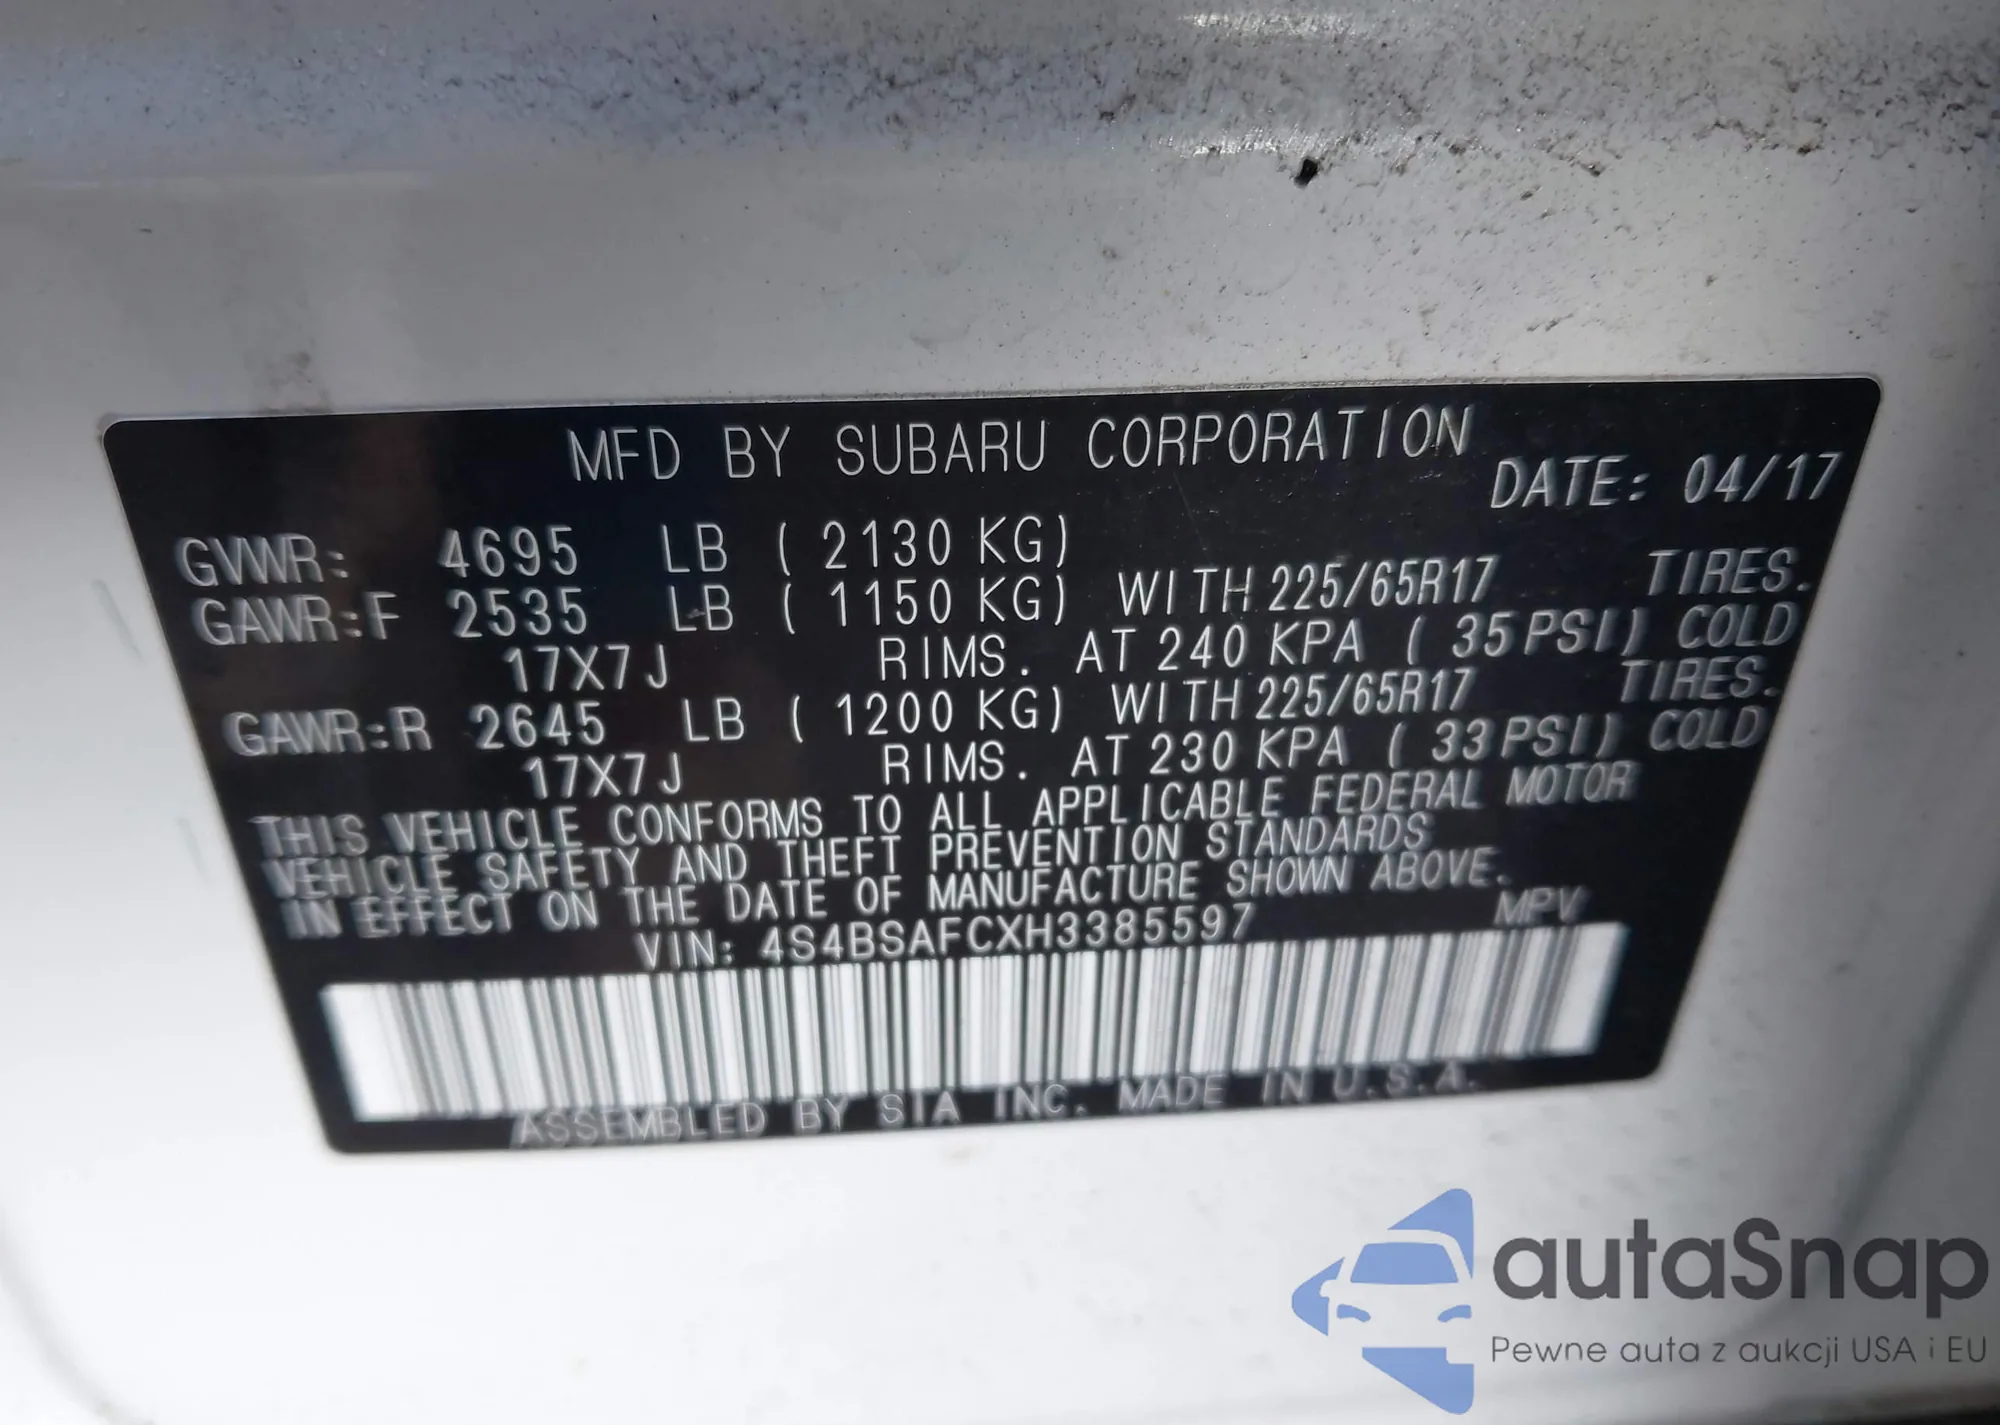 MFD BY SUBARU CORPORATION
DATE: 04/17
GVWR: 4695 LB ( 2130 KG)
GAWR:F 2535 LB ( 1150 KG) WITH 225/65R17 TIRES.
17X7J RIMS. AT 240 KPA ( 35PSI) COLD
GAWR:R 2645 LB ( 1200 KG) WITH 225/65R17 TIRES.
17X7J RIMS. AT 230 KPA ( 33PSI) COLD
THIS VEHICLE CONFORMS TO ALL APPLICABLE FEDERAL MOTOR
VEHICLE SAFETY AND THEFT PREVENTION STANDARDS
IN EFFECT ON THE DATE OF MANUFACTURE SHOWN ABOVE.
VIN: 4S4BSAFCXH3385597 MPV
ASSEMBLED BY SIA INC. MADE IN U.S.A.
autaSnap
Pewne auta z aukcji USA i EU